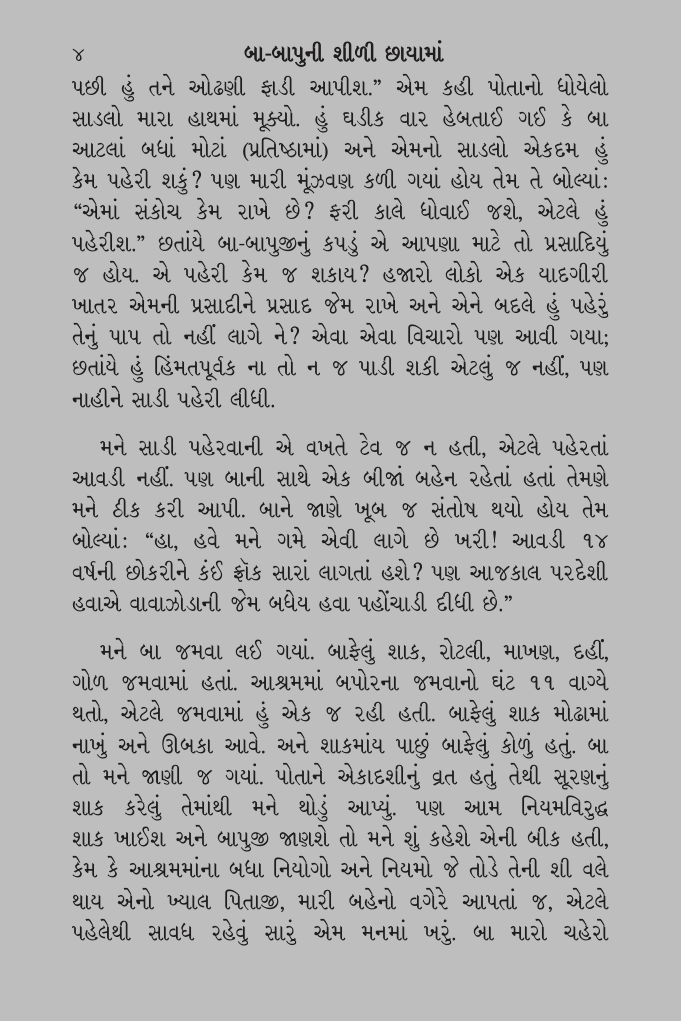 ૪ બા-બાપુની શીળી છાયામાં
પછી હું તને ઓઢણી ફાડી આપીશ.” એમ કહી પોતાનો ધોયેલો
સાડલો મારા હાથમાં મૂક્યો. હું ઘડીક વાર હેબતાઈ ગઈ કે બા
આટલાં બધાં મોટાં (પ્રતિષ્ઠામાં) અને એમનો સાડલો એકદમ હું
કેમ પહેરી શકું? પણ મારી મૂંઝવણ કળી ગયાં હોય તેમ તે બોલ્યાં:
“એમાં સંકોચ કેમ રાખે છે? ફરી કાલે ધોવાઈ જશે, એટલે હું
પહેરીશ.” છતાંયે બા-બાપુજીનું કપડું એ આપણા માટે તો પ્રસાદિયું
જ હોય. એ પહેરી કેમ જ શકાય? હજારો લોકો એક યાદગીરી
ખાતર એમની પ્રસાદીને પ્રસાદ જેમ રાખે અને એને બદલે હું પહેરું
તેનું પાપ તો નહીં લાગે ને? એવા એવા વિચારો પણ આવી ગયા;
છતાંયે હું હિંમતપૂર્વક ના તો ન જ પાડી શકી એટલું જ નહીં, પણ
નાહીને સાડી પહેરી લીધી.
મને સાડી પહેરવાની એ વખતે ટેવ જ ન હતી, એટલે પહેરતાં
આવડી નહીં. પણ બાની સાથે એક બીજાં બહેન રહેતાં હતાં તેમણે
મને ઠીક કરી આપી. બાને જાણે ખૂબ જ સંતોષ થયો હોય તેમ
બોલ્યાં: “હા, હવે મને ગમે એવી લાગે છે ખરી! આવડી ૧૪
વર્ષની છોકરીને કંઈ ફ્રૉક સારાં લાગતાં હશે? પણ આજકાલ પરદેશી
હવાએ વાવાઝોડાની જેમ બધેય હવા પહોંચાડી દીધી છે.”
મને બા જમવા લઈ ગયાં. બાફેલું શાક, રોટલી, માખણ, દહીં,
ગોળ જમવામાં હતાં. આશ્રમમાં બપોરના જમવાનો ઘંટ ૧૧ વાગ્યે
થતો, એટલે જમવામાં હું એક જ રહી હતી. બાફેલું શાક મોઢામાં
નાખું અને ઊબકા આવે. અને શાકમાંય પાછું બાફેલું કોળું હતું. બા
તો મને જાણી જ ગયાં. પોતાને એકાદશીનું વ્રત હતું તેથી સૂરણનું
શાક કરેલું તેમાંથી મને થોડું આપ્યું. પણ આમ નિયમવિરુદ્ધ
શાક ખાઈશ અને બાપુજી જાણશે તો મને શું કહેશે એની બીક હતી,
કેમ કે આશ્રમમાંના બધા નિયોગો અને નિયમો જે તોડે તેની શી વલે
થાય એનો ખ્યાલ પિતાજી, મારી બહેનો વગેરે આપતાં જ, એટલે
પહેલેથી સાવધ રહેવું સારું એમ મનમાં ખરું. બા મારો ચહેરો